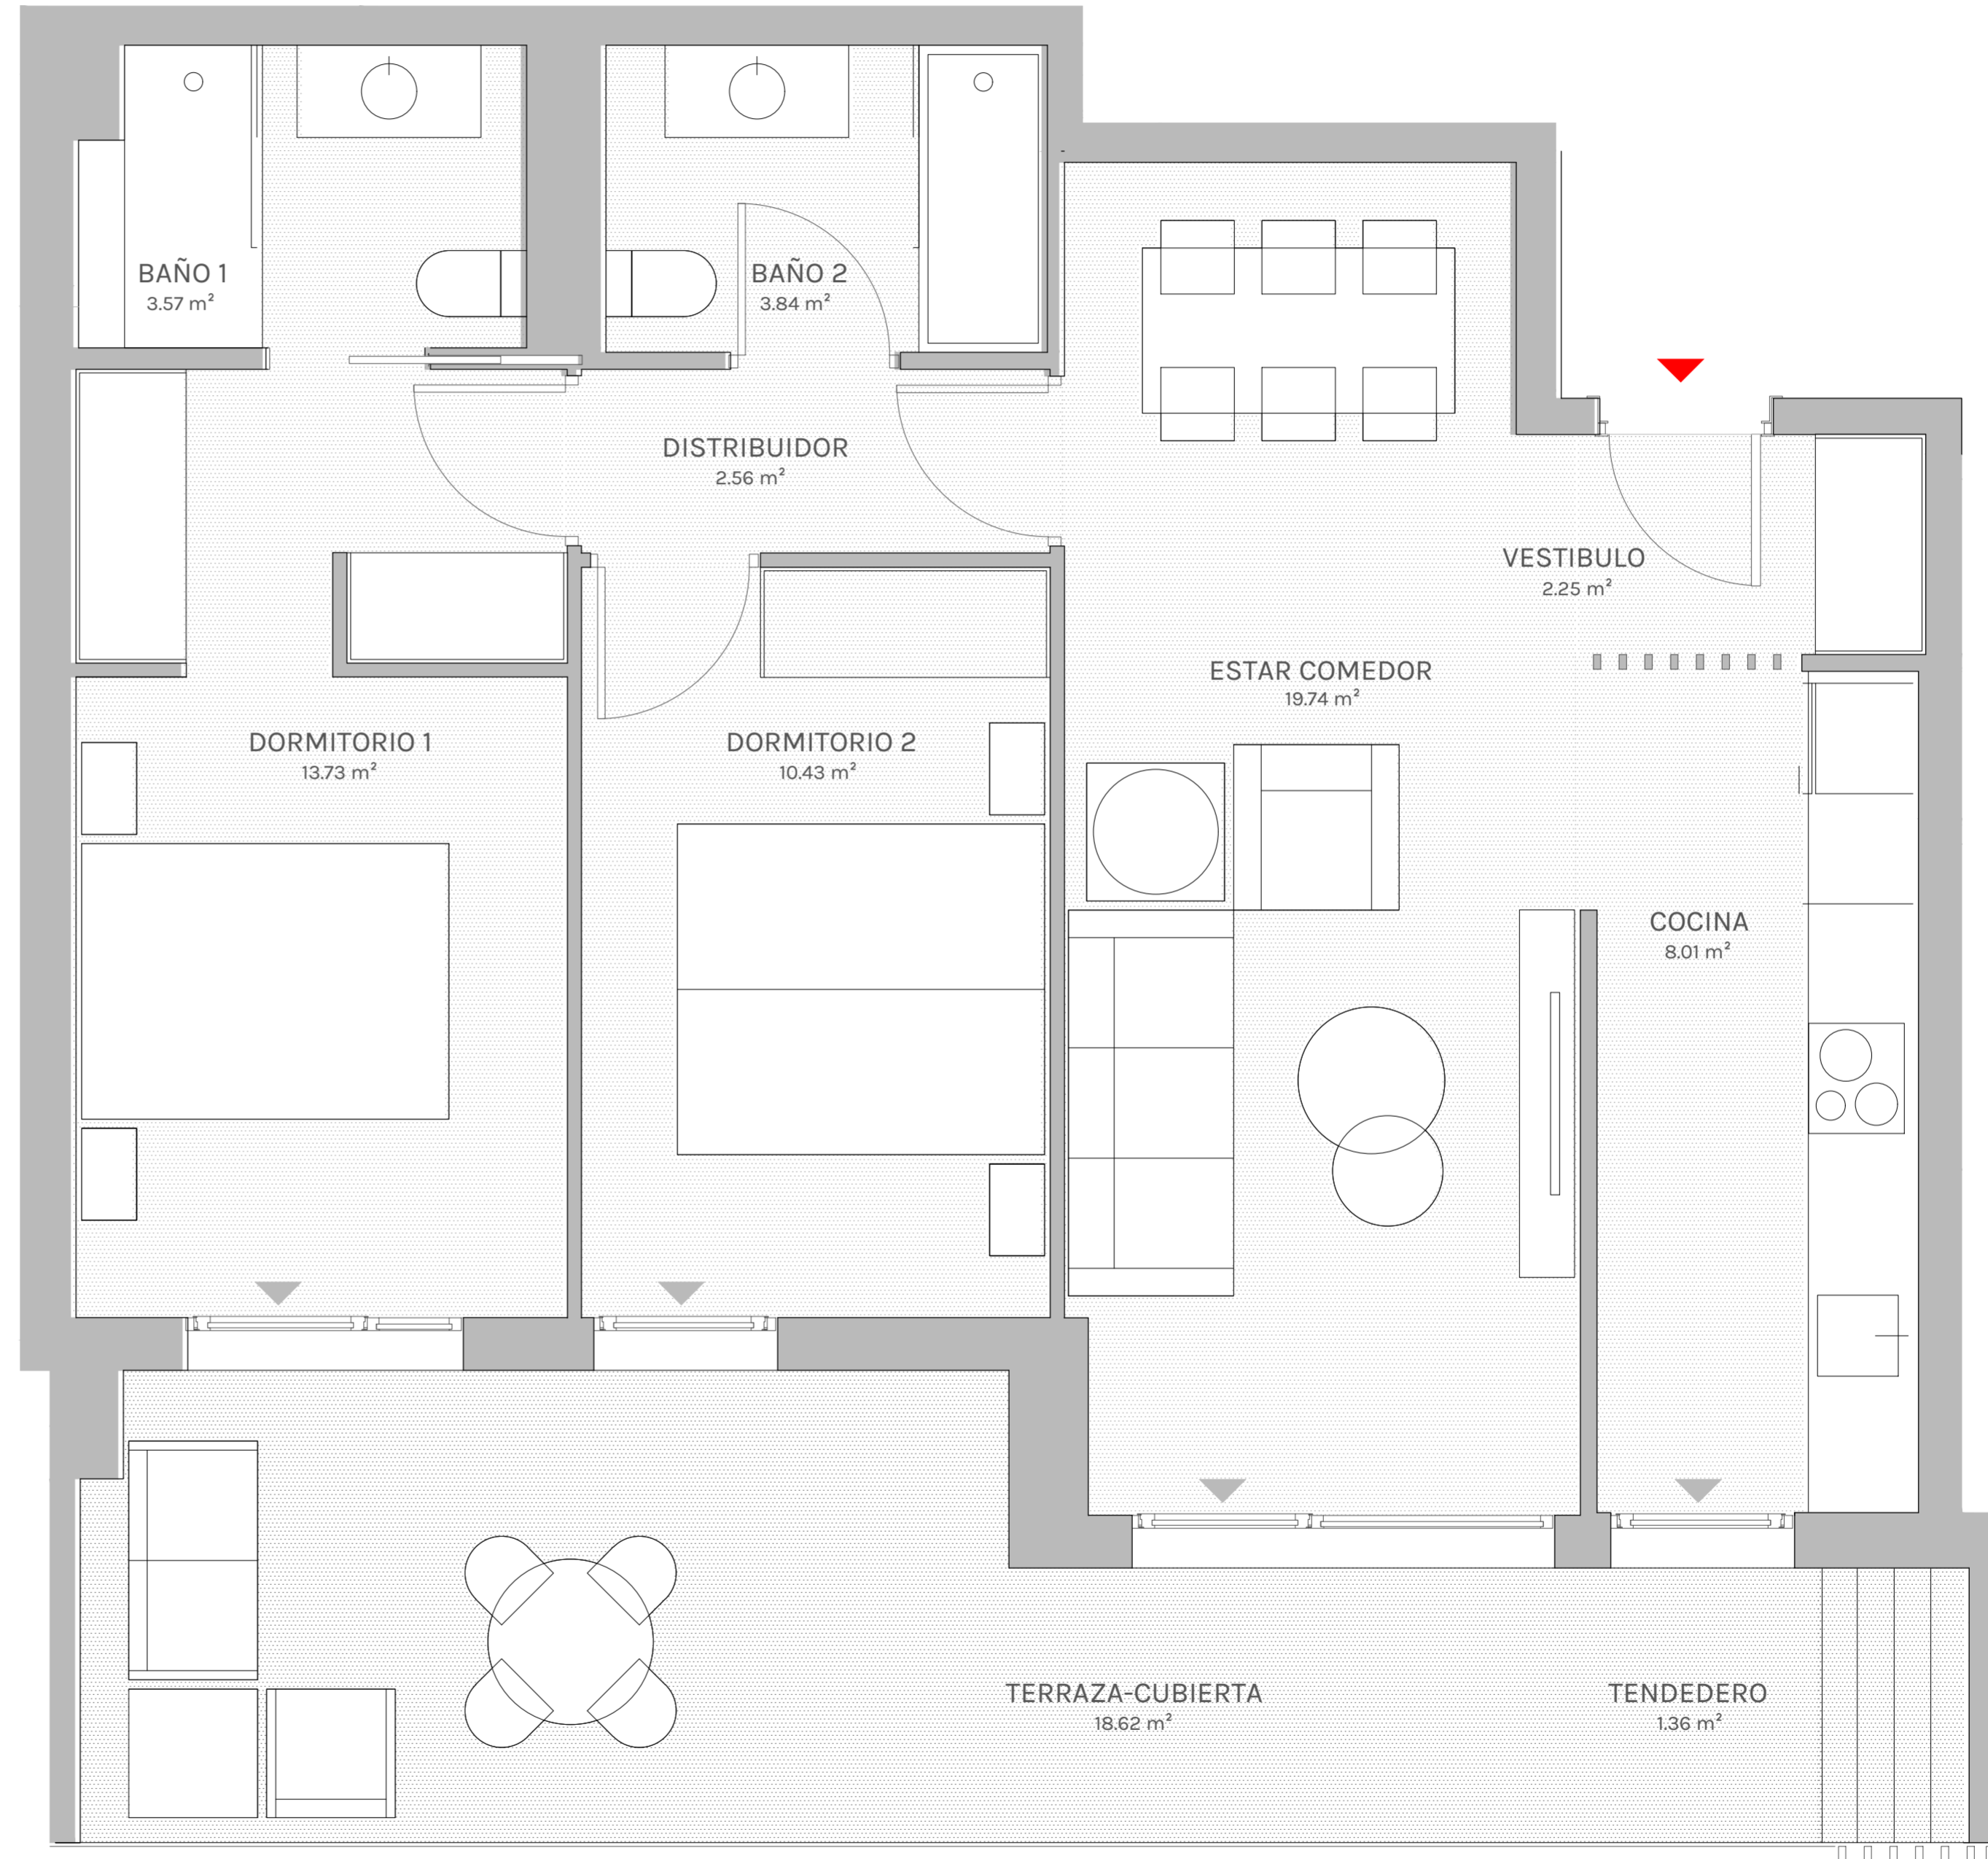 BAÑO 1
3.57 m²
BAÑO 2
3.84 m²
DISTRIBUIDOR
2.56 m²
VESTIBULO
2.25 m²
ESTAR COMEDOR
19.74 m²
DORMITORIO 1
13.73 m²
DORMITORIO 2
10.43 m²
COCINA
8.01 m²
TERRAZA-CUBIERTA
18.62 m²
TENDEDERO
1.36 m²